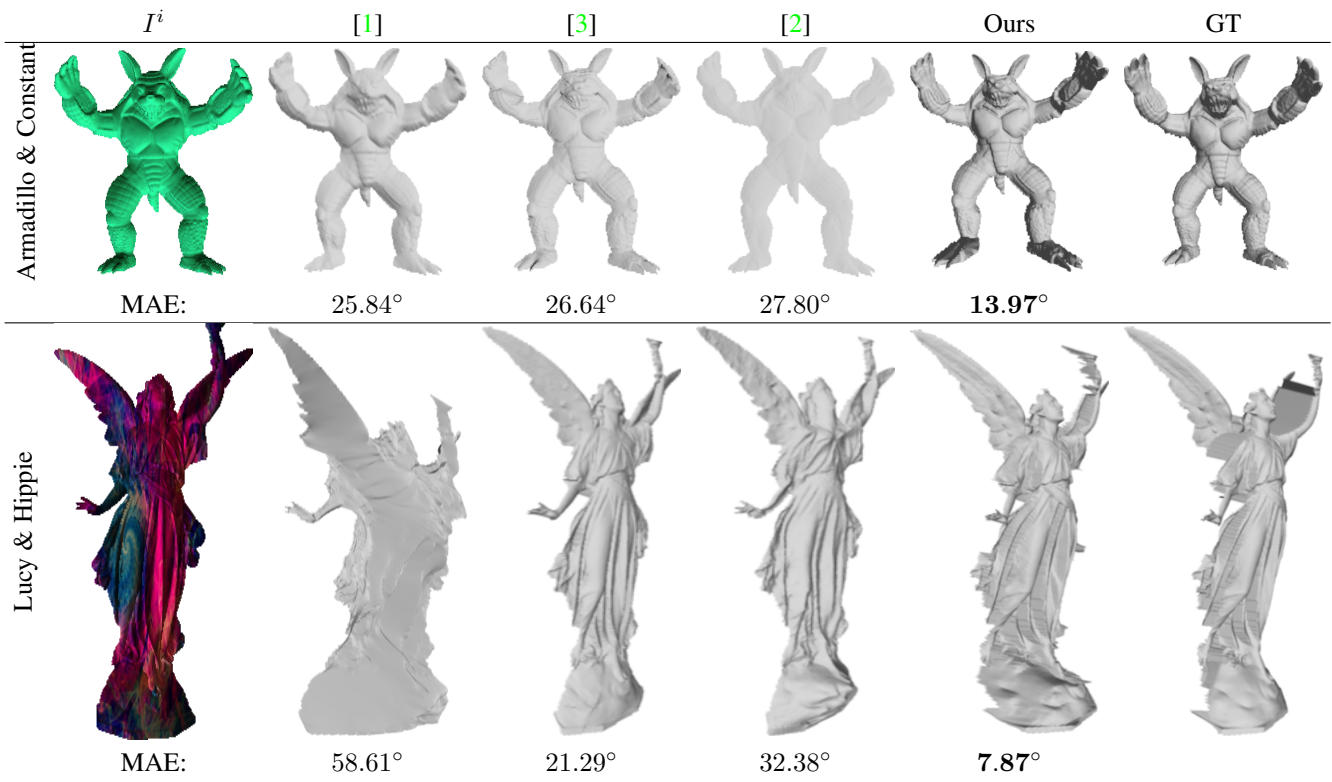 I^i [1] [3] [2] Ours GT
Armadillo & Constant
MAE: 25.84° 26.64° 27.80° 13.97°
Lucy & Hippie
MAE: 58.61° 21.29° 32.38° 7.87°